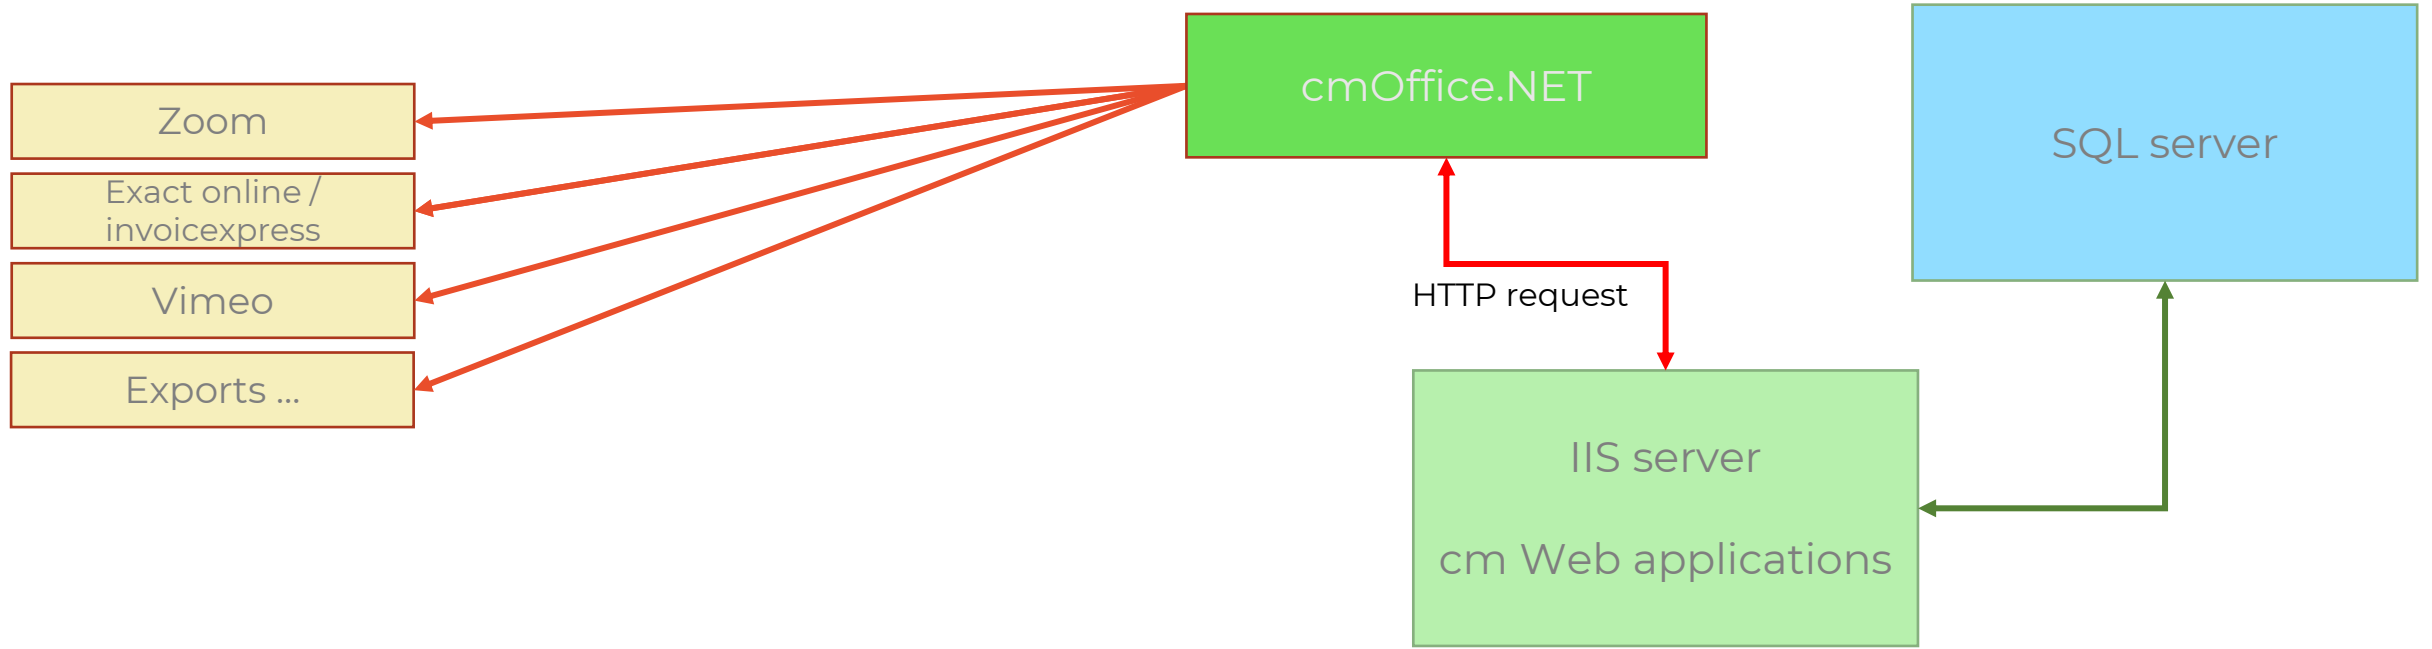 cmOffice.NET
SQL server
Zoom
Exact online /
invoicexpress
Vimeo
HTTP request
Exports ...
IIS server
cm Web applications